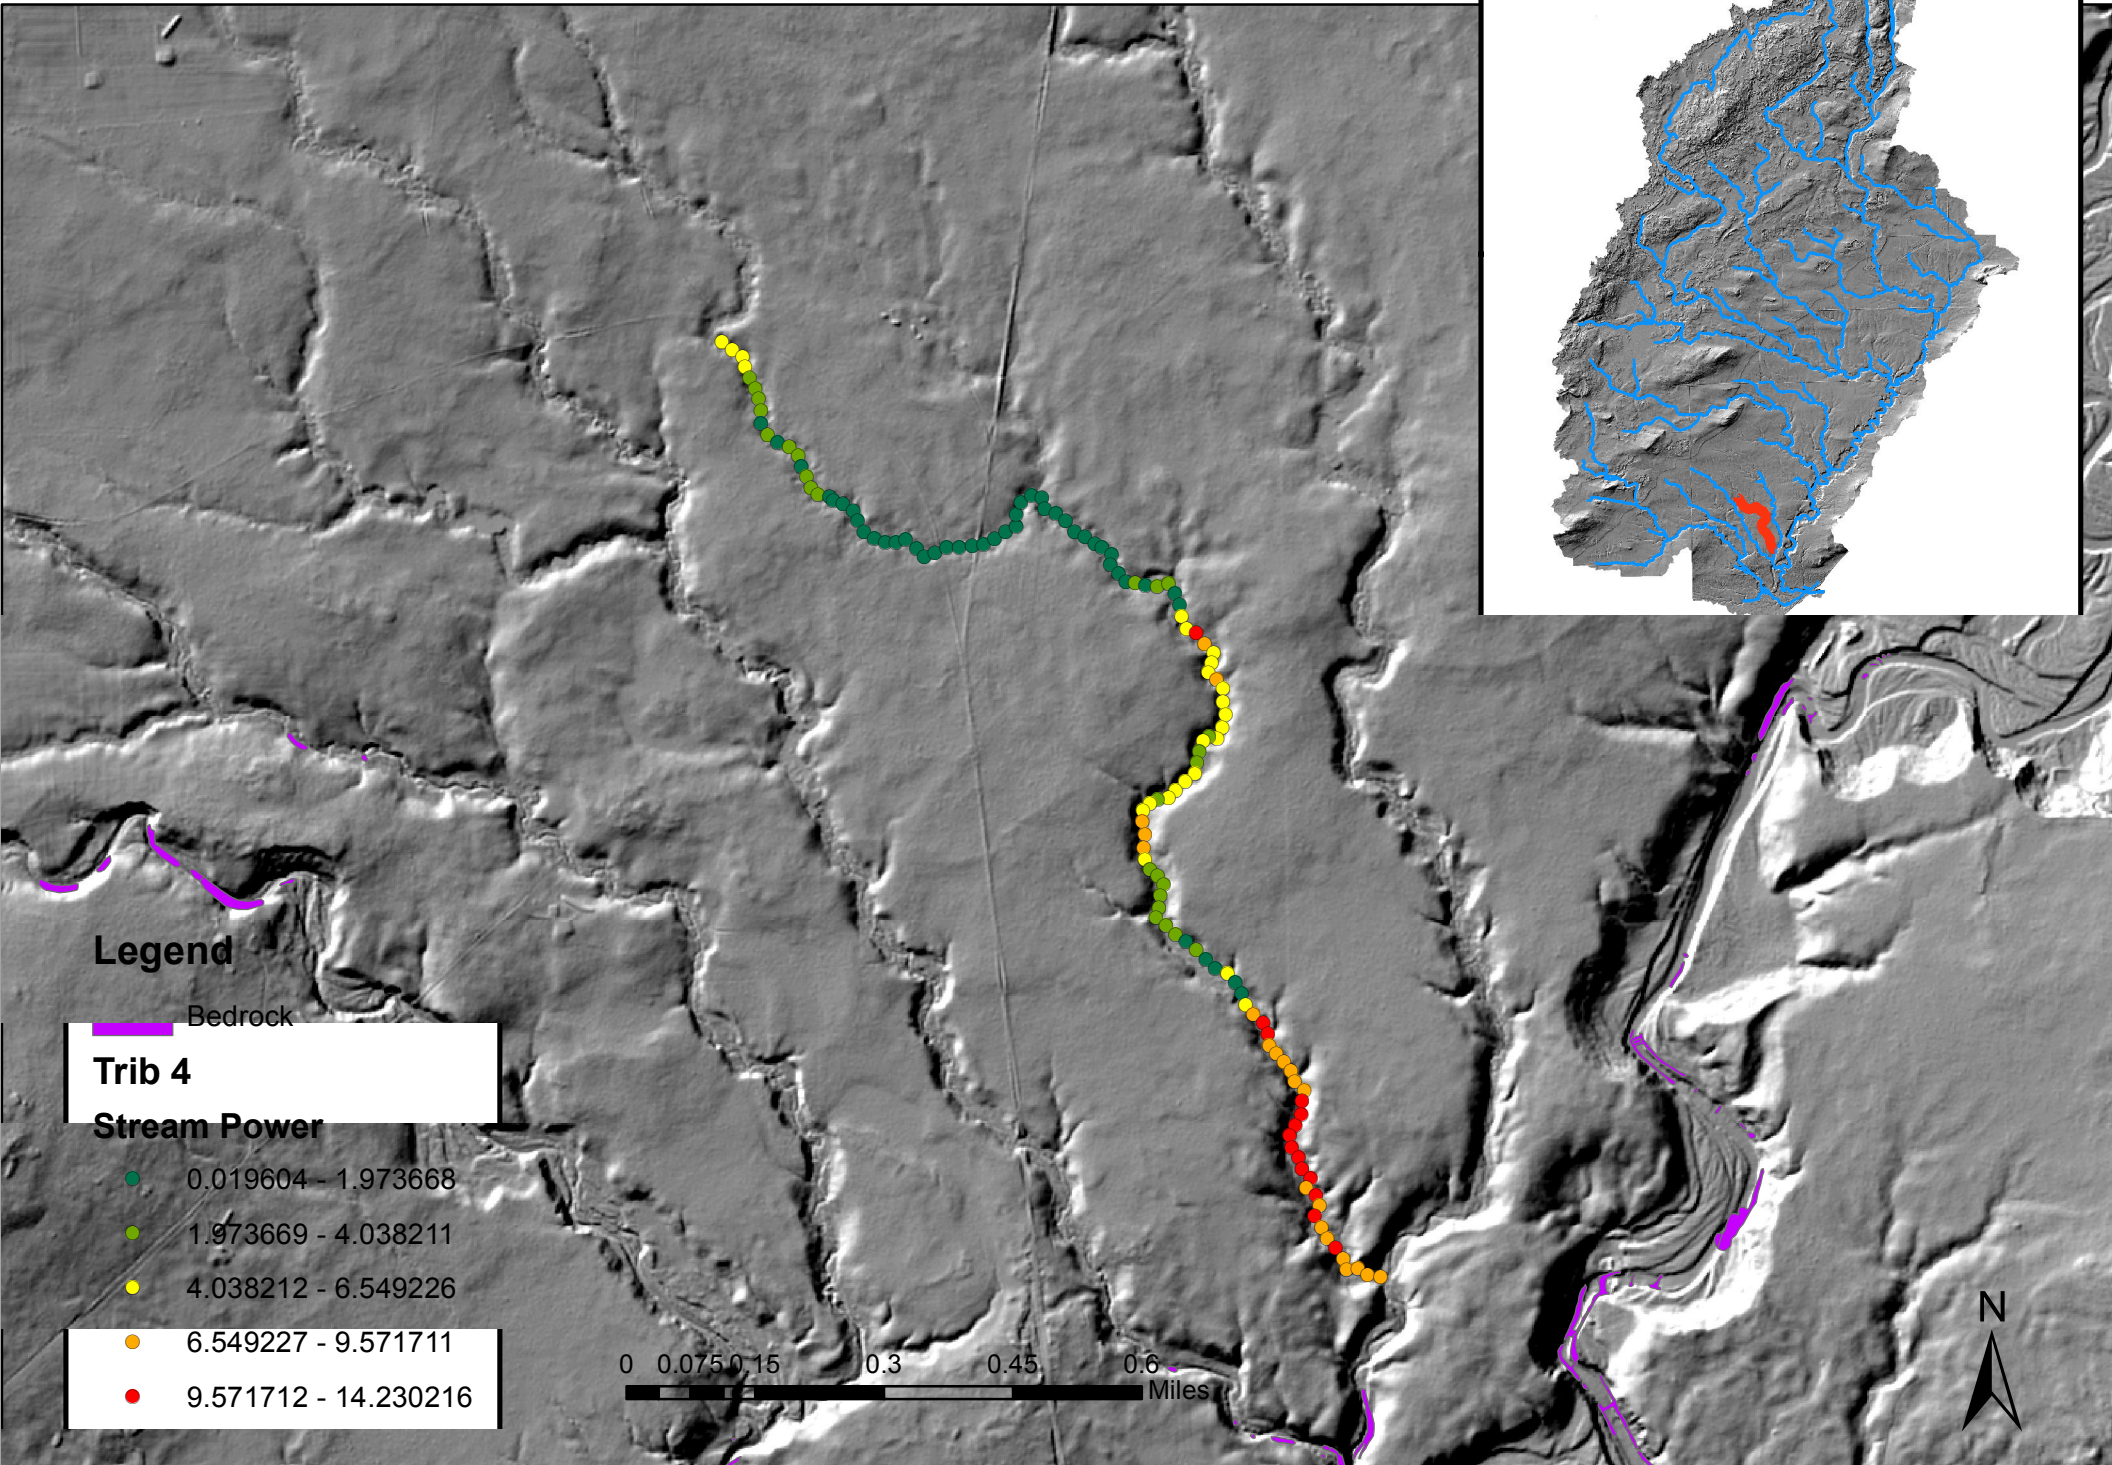 Legend
Bedrock
Trib 4
Stream Power
0.019604 - 1.973668
1.973669 - 4.038211
4.038212 - 6.549226
6.549227 - 9.571711
9.571712 - 14.230216
0 0.075 0.15 0.3 0.45 0.6
Miles
N